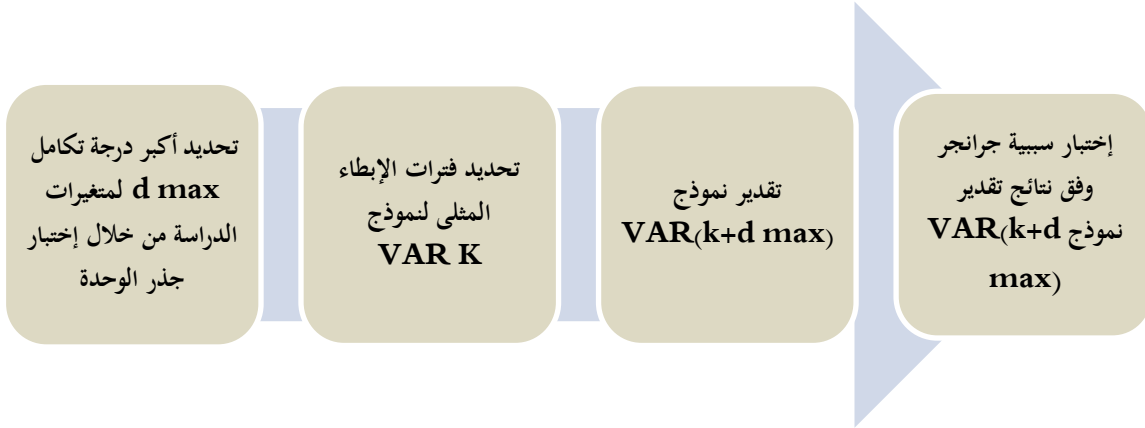 تحديد أكبر درجة تكامل
d max لمتغيرات
الدراسة من خلال إختبار
جذر الوحدة
تحديد فترات الإبطاء
المثلى لنموذج
VAR K
تقدير نموذج
VAR(k+d max)
إختبار سببية جرانجر
وفق نتائج تقدير
نموذج VAR(k+d
max)